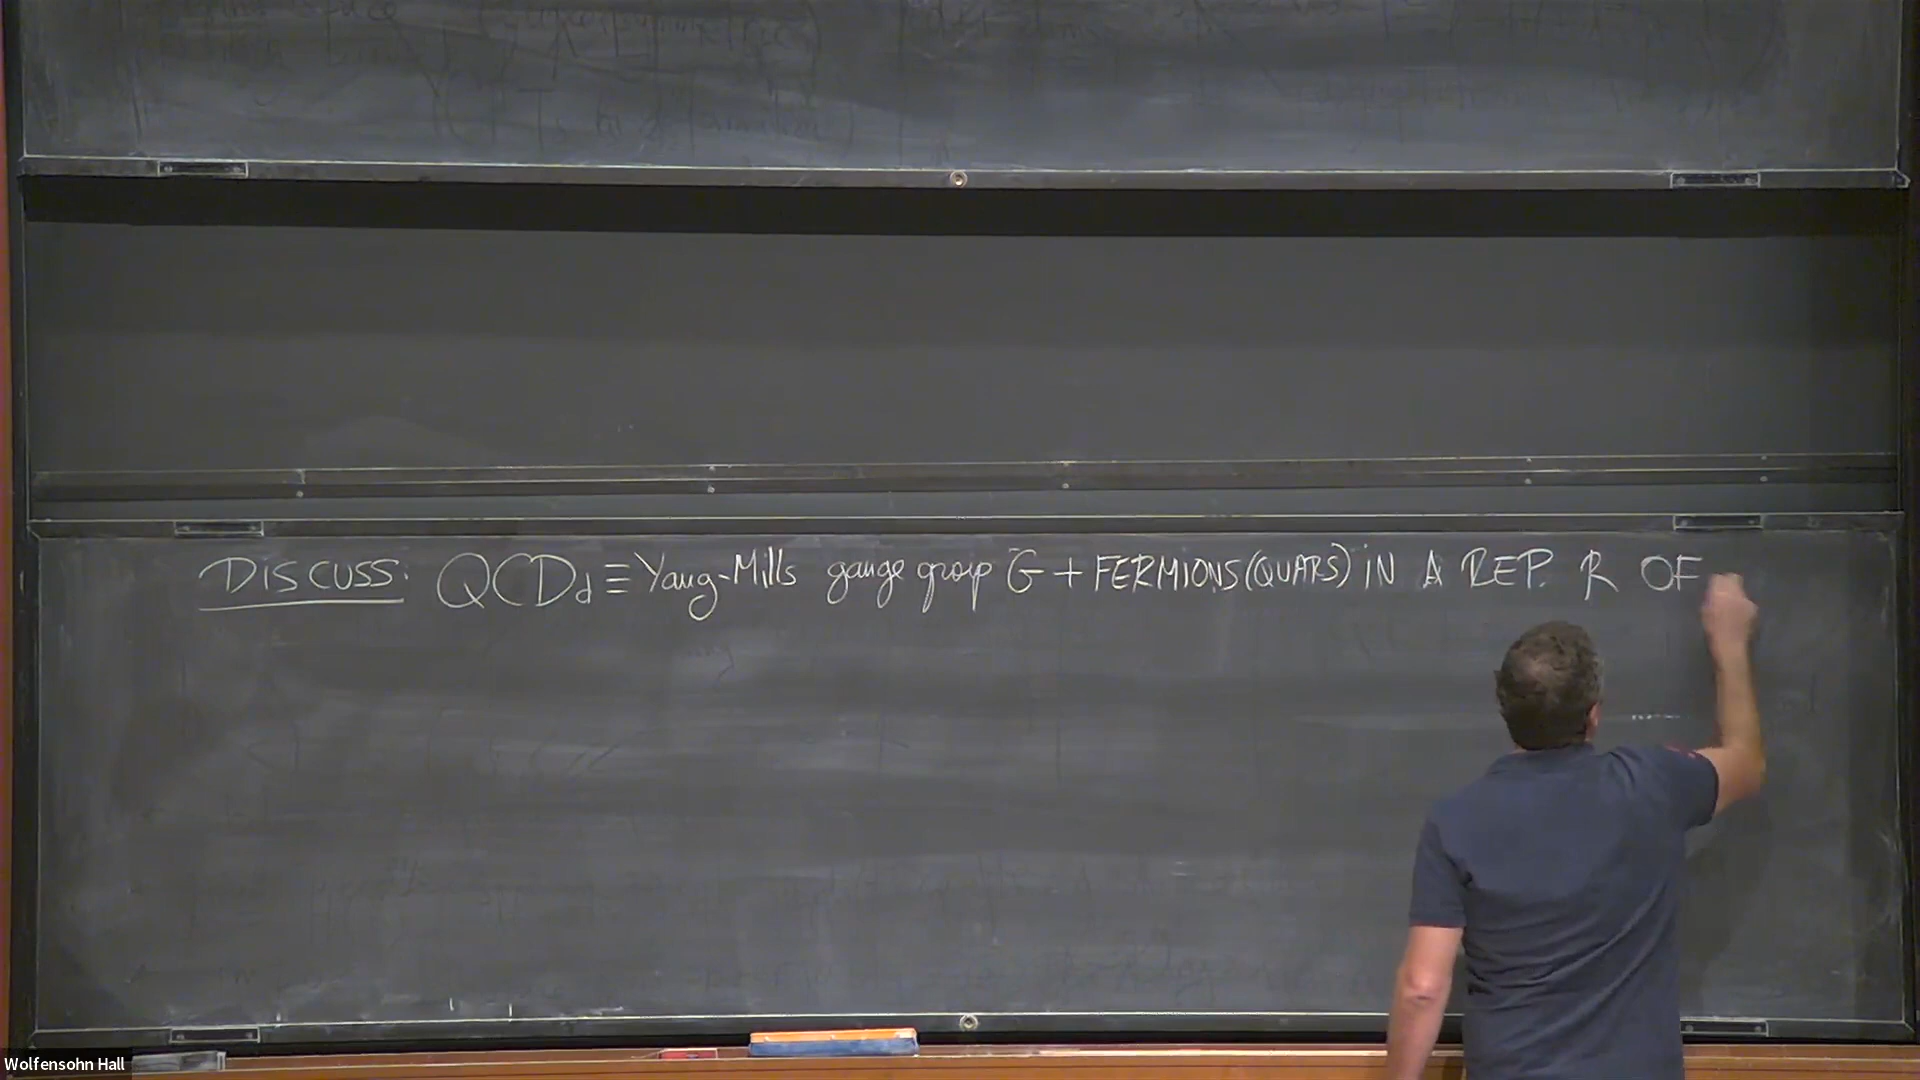 DISCUSS: QCD_d ≡ Yang-Mills gauge group G + FERMIONS (QUARS) IN A REP. R OF
Wolfensohn Hall